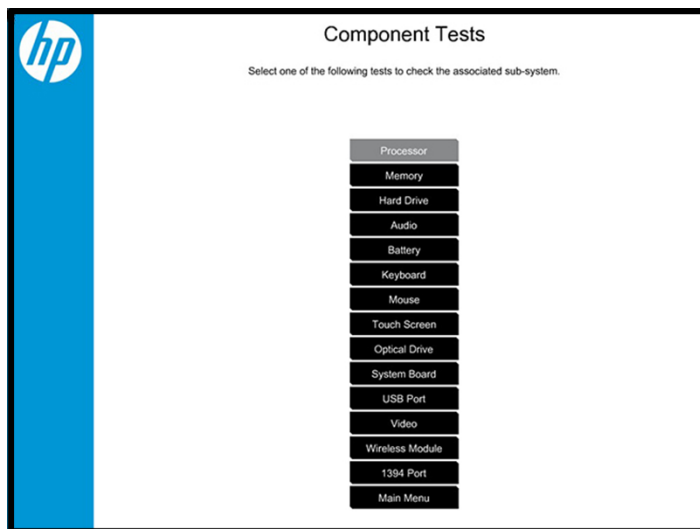 hp
Component Tests
Select one of the following tests to check the associated sub-system.
Processor
Memory
Hard Drive
Audio
Battery
Keyboard
Mouse
Touch Screen
Optical Drive
System Board
USB Port
Video
Wireless Module
1394 Port
Main Menu